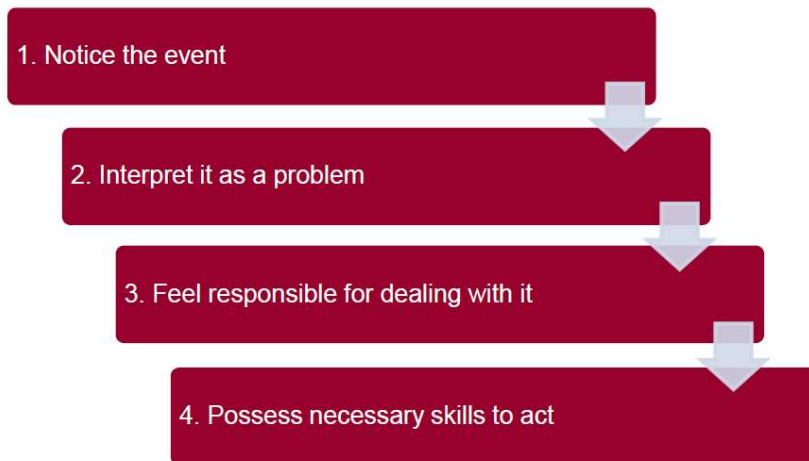 1. Notice the event
2. Interpret it as a problem
3. Feel responsible for dealing with it
4. Possess necessary skills to act